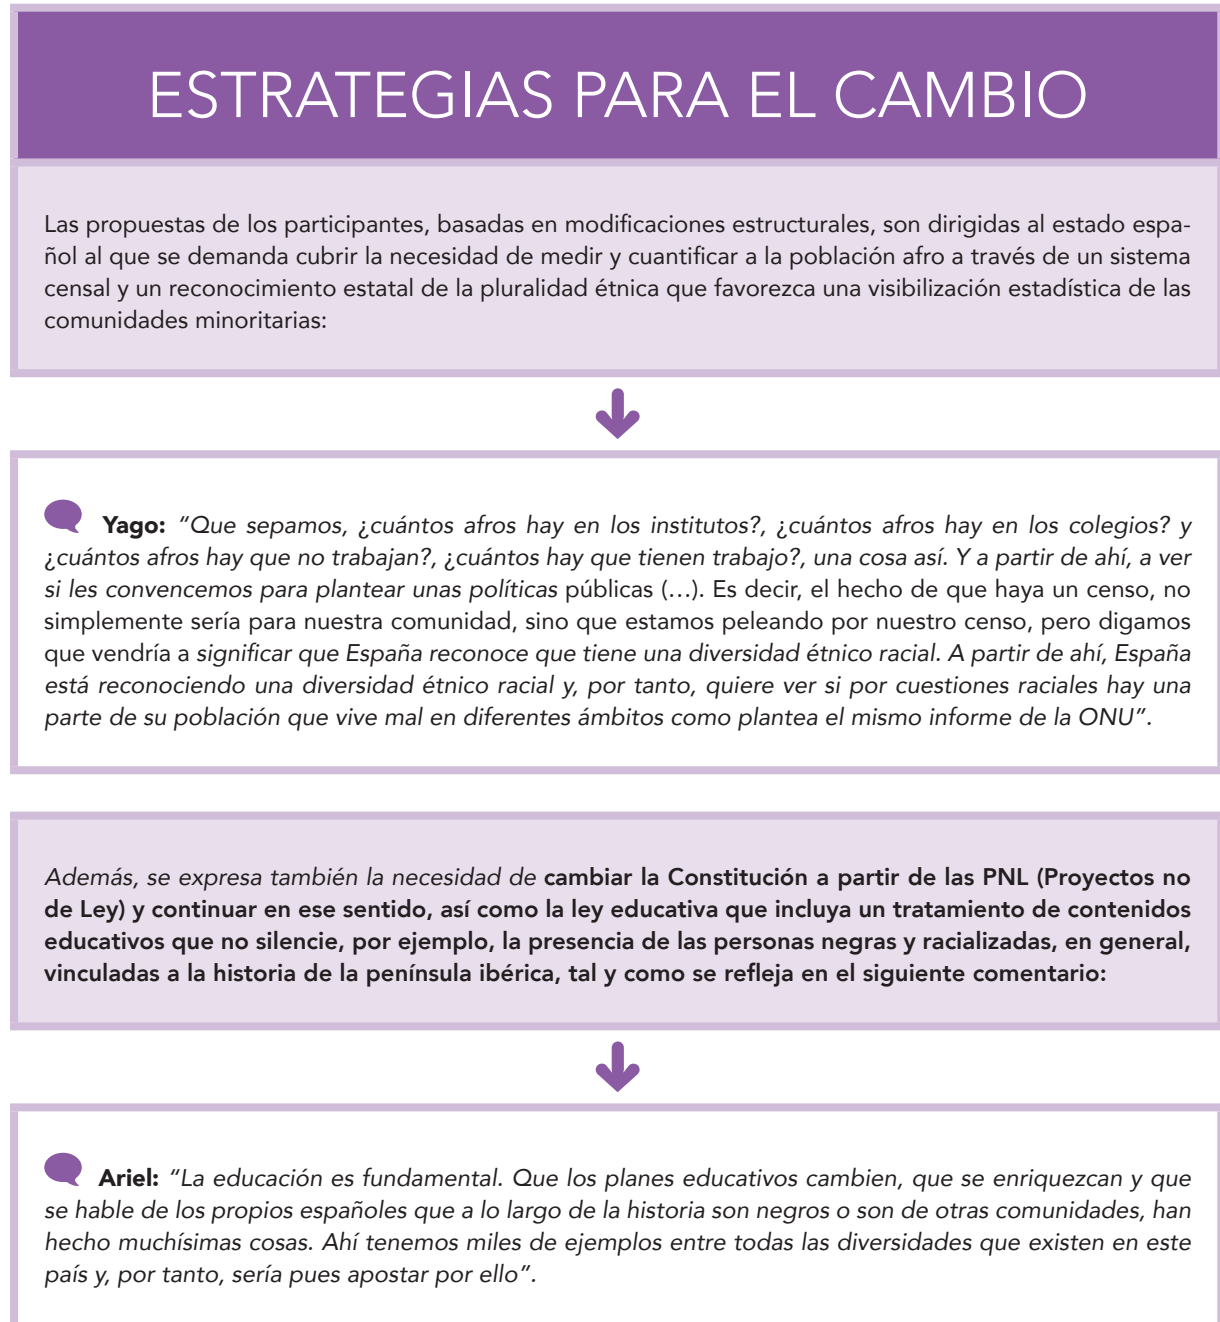 ESTRATEGIAS PARA EL CAMBIO
Las propuestas de los participantes, basadas en modificaciones estructurales, son dirigidas al estado espa-
ñol al que se demanda cubrir la necesidad de medir y cuantificar a la población afro a través de un sistema
censal y un reconocimiento estatal de la pluralidad étnica que favorezca una visibilización estadística de las
comunidades minoritarias:
Yago: “Que sepamos, ¿cuántos afros hay en los institutos?, ¿cuántos afros hay en los colegios? y
¿cuántos afros hay que no trabajan?, ¿cuántos hay que tienen trabajo?, una cosa así. Y a partir de ahí, a ver
si les convencemos para plantear unas políticas públicas (…). Es decir, el hecho de que haya un censo, no
simplemente sería para nuestra comunidad, sino que estamos peleando por nuestro censo, pero digamos
que vendría a significar que España reconoce que tiene una diversidad étnico racial. A partir de ahí, España
está reconociendo una diversidad étnico racial y, por tanto, quiere ver si por cuestiones raciales hay una
parte de su población que vive mal en diferentes ámbitos como plantea el mismo informe de la ONU”.
Además, se expresa también la necesidad de cambiar la Constitución a partir de las PNL (Proyectos no
de Ley) y continuar en ese sentido, así como la ley educativa que incluya un tratamiento de contenidos
educativos que no silencie, por ejemplo, la presencia de las personas negras y racializadas, en general,
vinculadas a la historia de la península ibérica, tal y como se refleja en el siguiente comentario:
Ariel: “La educación es fundamental. Que los planes educativos cambien, que se enriquezcan y que
se hable de los propios españoles que a lo largo de la historia son negros o son de otras comunidades, han
hecho muchísimas cosas. Ahí tenemos miles de ejemplos entre todas las diversidades que existen en este
país y, por tanto, sería pues apostar por ello”.